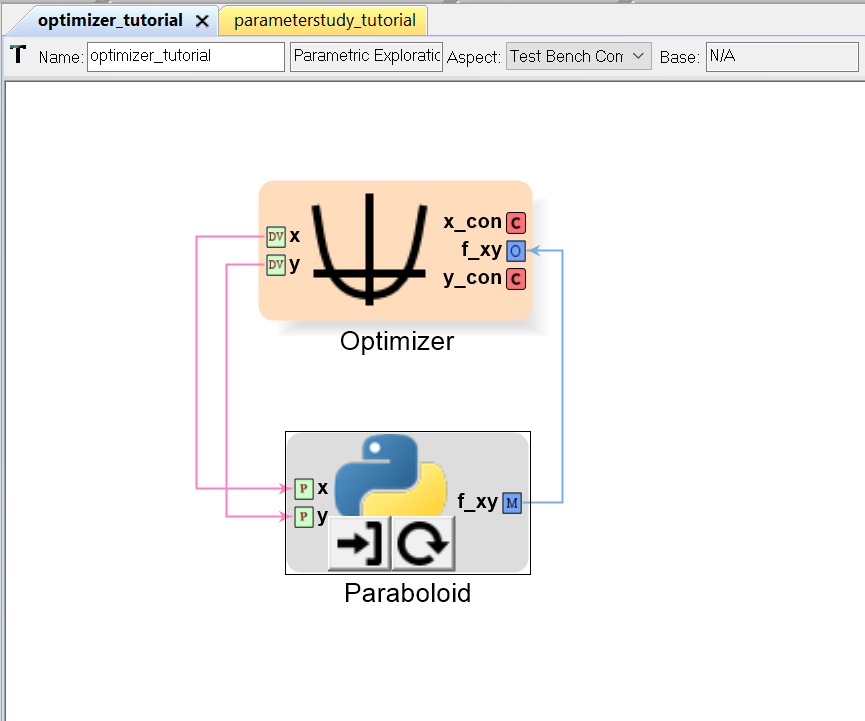 optimizer_tutorial
parameterstudy_tutorial
T Name: optimizer_tutorial Parametric Exploratic Aspect: Test Bench Con Base: N/A
x_con C
DV x
f_xy O
DV y
y_con C
Optimizer
P x
f_xy M
P y
Paraboloid